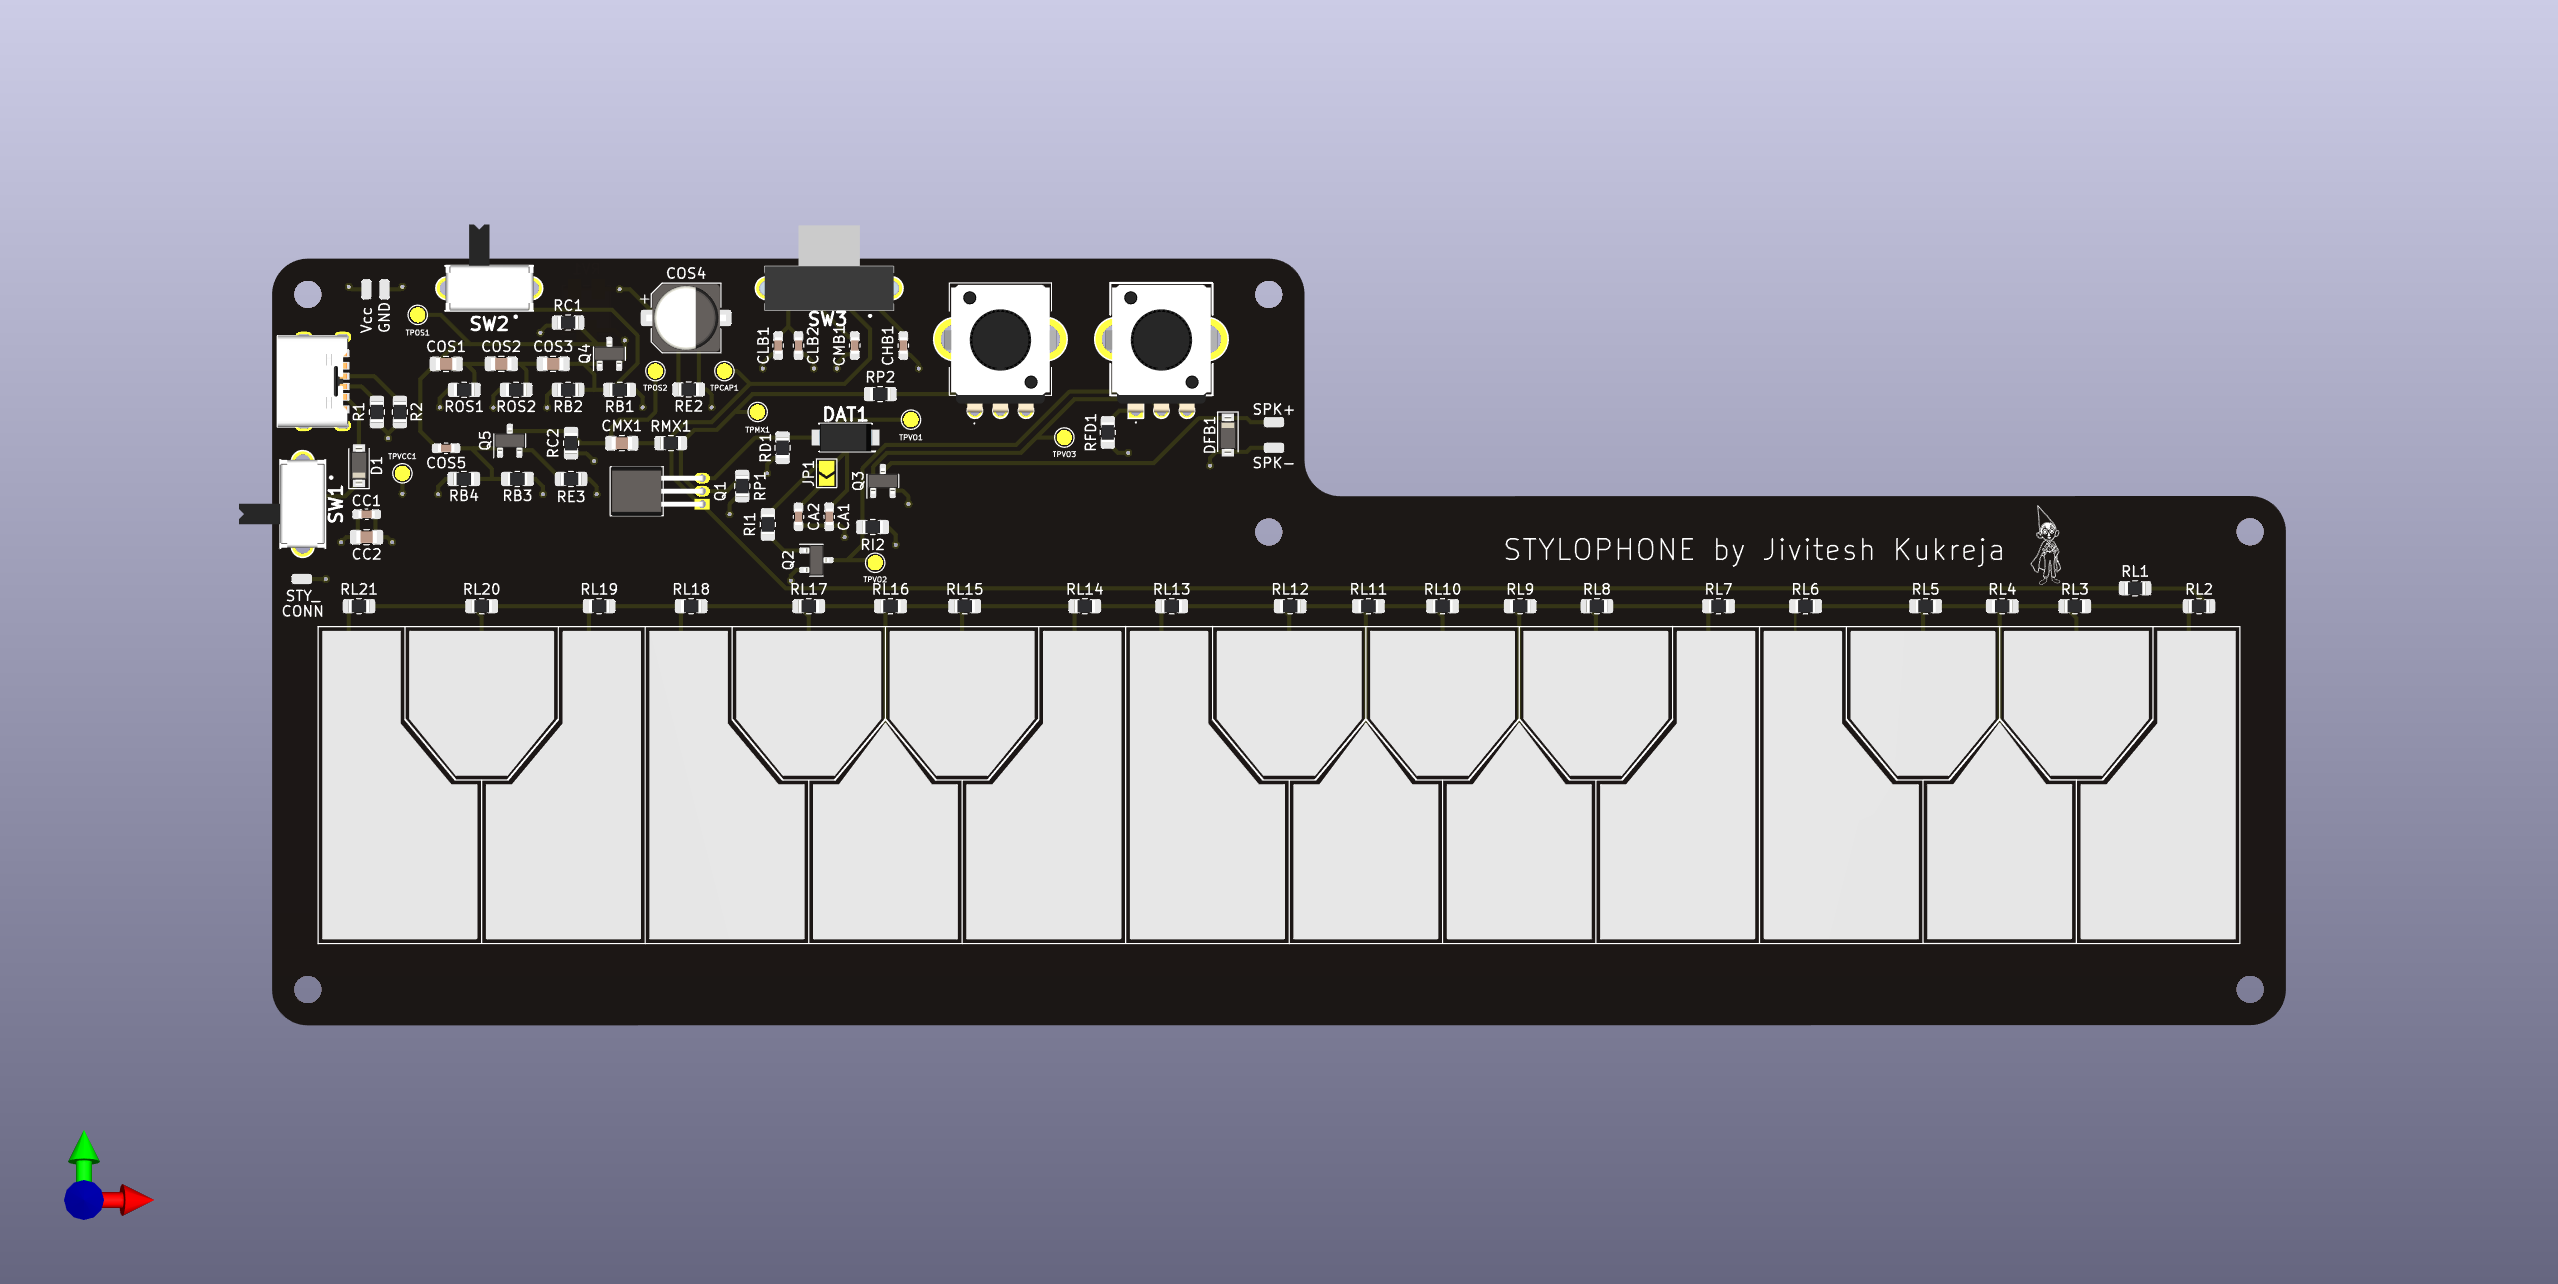 COS4
Vcc
GND
TPOS1
SW2
RC1
+
SW3
COS1
COS2
COS3
Q4
CLB1
CLB2
CMB1
CHB1
TPOS2
TPCAP1
RP2
ROS1
ROS2
RB2
RB1
RE2
R1
R2
DAT1
SPK+
CMX1
RMX1
TPMX1
TPVO1
RD1
Q5
RC2
TPVO3
RFD1
DFB1
SPK-
COS5
TPVCC1
D1
JP1
Q3
RB4
RB3
RE3
Q1
RP1
SW1
CC1
RI1
CA2
CA1
CC2
RI2
Q2
TPVO2
STYLOPHONE by Jivitesh Kukreja
STY_
CONN
RL21
RL20
RL19
RL18
RL17
RL16
RL15
RL14
RL13
RL12
RL11
RL10
RL9
RL8
RL7
RL6
RL5
RL4
RL3
RL1
RL2